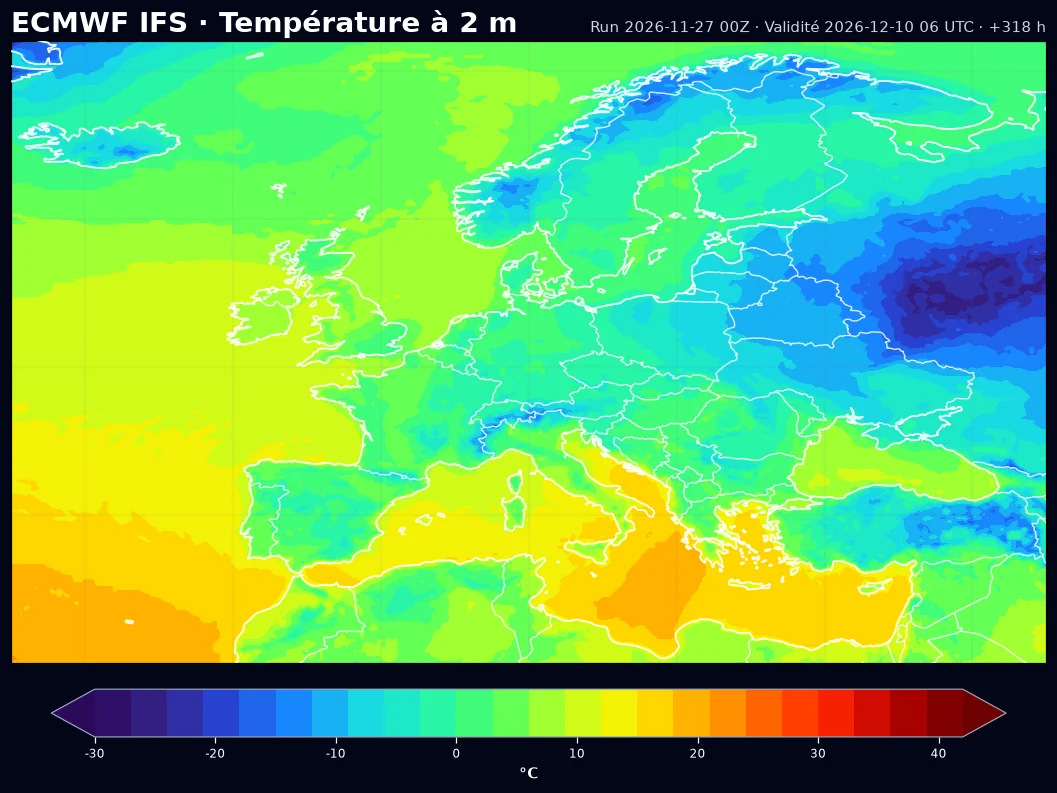 ECMWF IFS · Température à 2 m
Run 2026-11-27 00Z · Validité 2026-12-10 06 UTC · +318 h
-30 -20 -10 0 10 20 30 40
°C